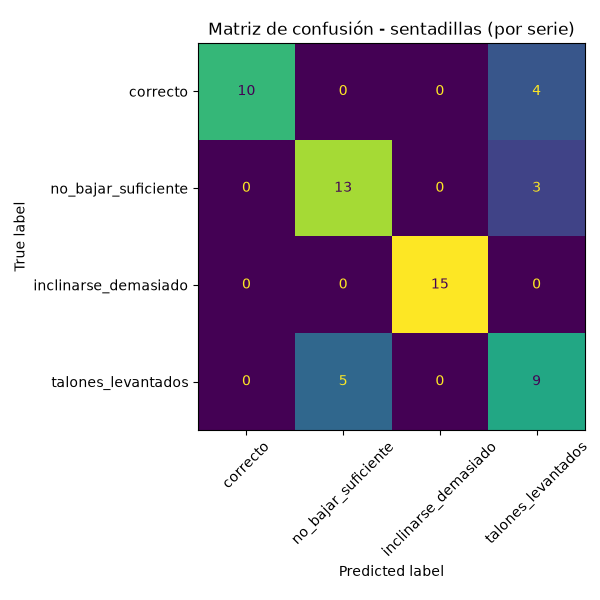 Matriz de confusión - sentadillas (por serie)
True label
correcto
10 0 0 4
no_bajar_suficiente
0 13 0 3
inclinarse_demasiado
0 0 15 0
talones_levantados
0 5 0 9
correcto
no_bajar_suficiente
inclinarse_demasiado
talones_levantados
Predicted label